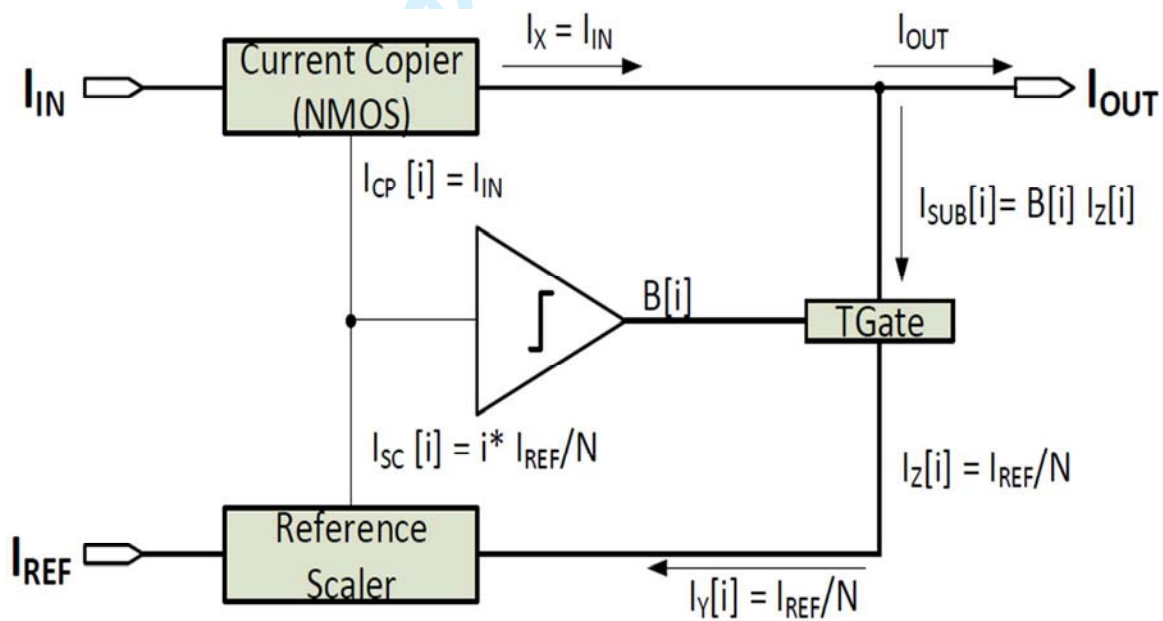 I_X = I_IN
I_OUT
Current Copier
(NMOS)
I_IN
I_OUT
I_CP [i] = I_IN
I_SUB[i]= B[i] I_Z[i]
B[i]
TGate
I_SC [i] = i* I_REF/N
I_Z[i] = I_REF/N
Reference
Scaler
I_REF
I_Y[i] = I_REF/N